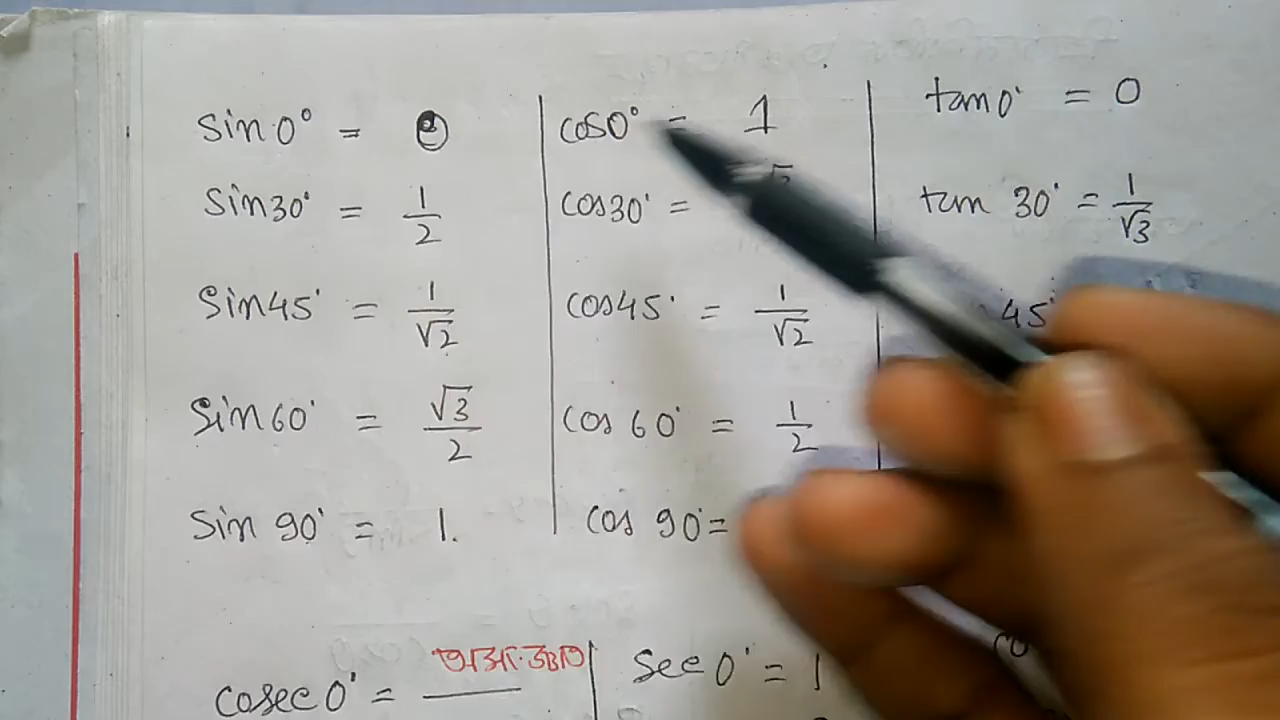 sin 0° = 0
sin 30° = 1/2
sin 45° = 1/√2
sin 60° = √3/2
sin 90° = 1.
cos 0° = 1
cos 30° =
cos 45° = 1/√2
cos 60° = 1/2
cos 90° =
tan 0° = 0
tan 30° = 1/√3
45°
cosec 0° =
sec 0° = 1